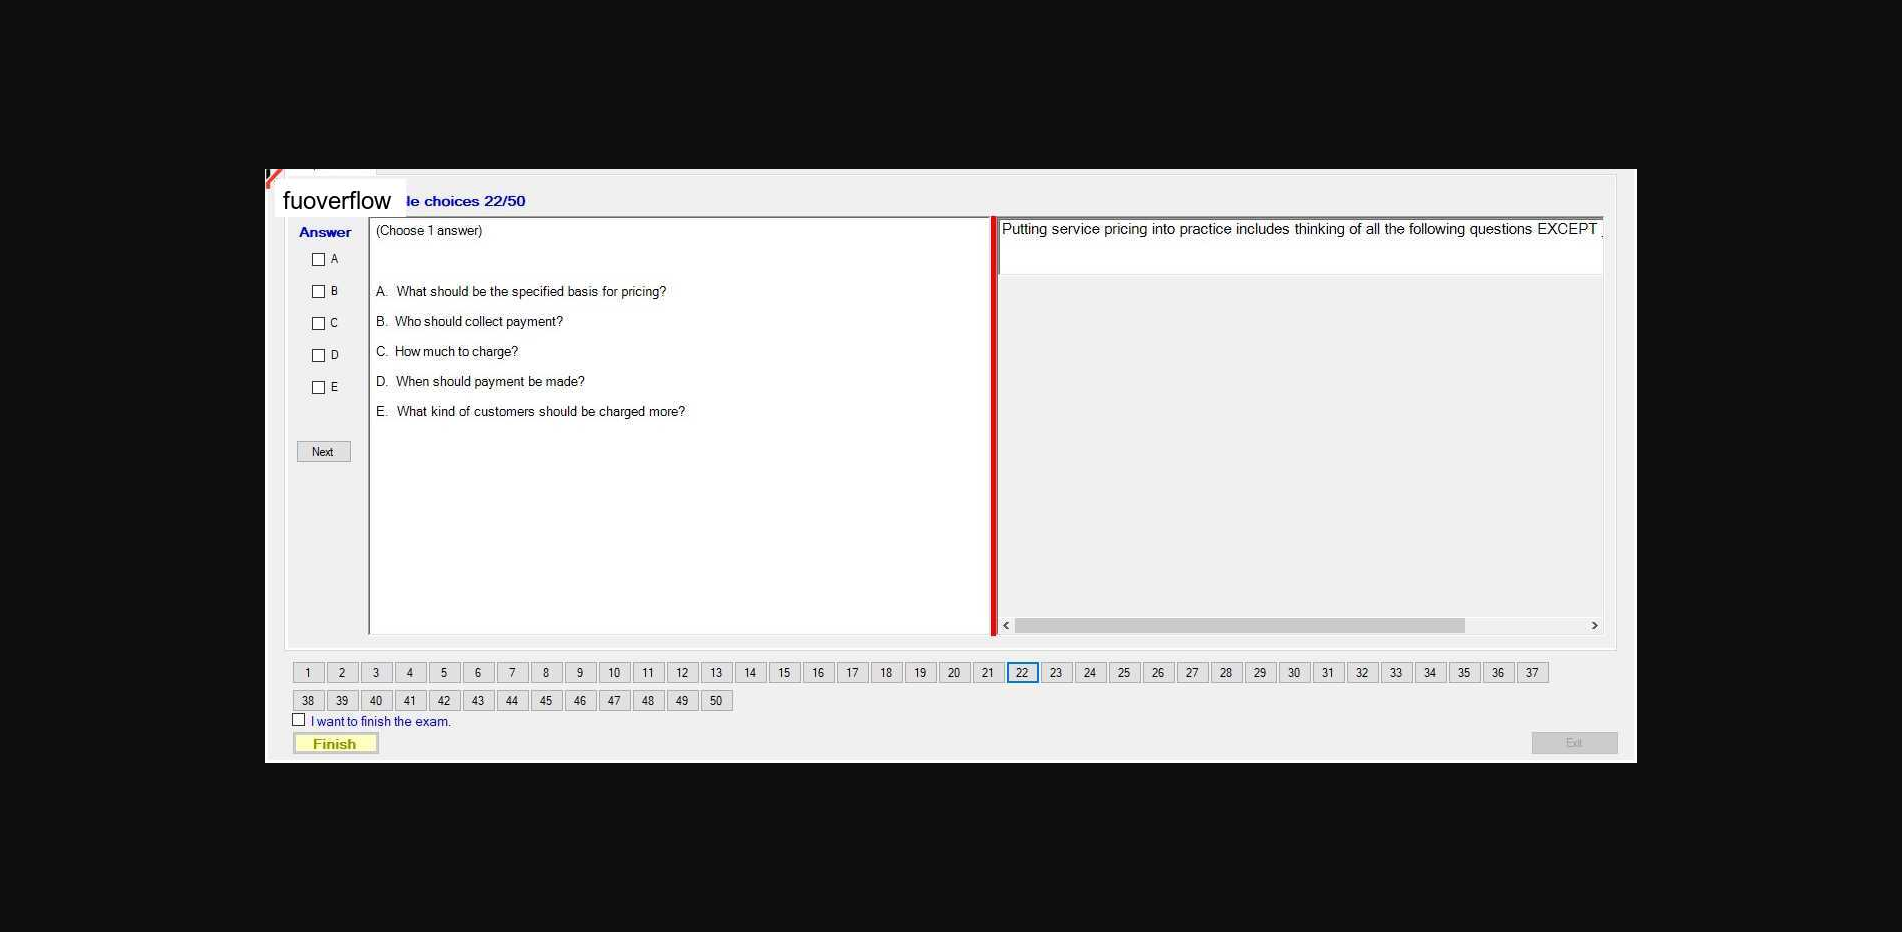 fuoverflow
le choices 22/50
Answer
A
B
C
D
E
Next
(Choose 1 answer)
A. What should be the specified basis for pricing?
B. Who should collect payment?
C. How much to charge?
D. When should payment be made?
E. What kind of customers should be charged more?
Putting service pricing into practice includes thinking of all the following questions EXCEPT
1 2 3 4 5 6 7 8 9 10 11 12 13 14 15 16 17 18 19 20 21 22 23 24 25 26 27 28 29 30 31 32 33 34 35 36 37
38 39 40 41 42 43 44 45 46 47 48 49 50
I want to finish the exam.
Finish
Exit